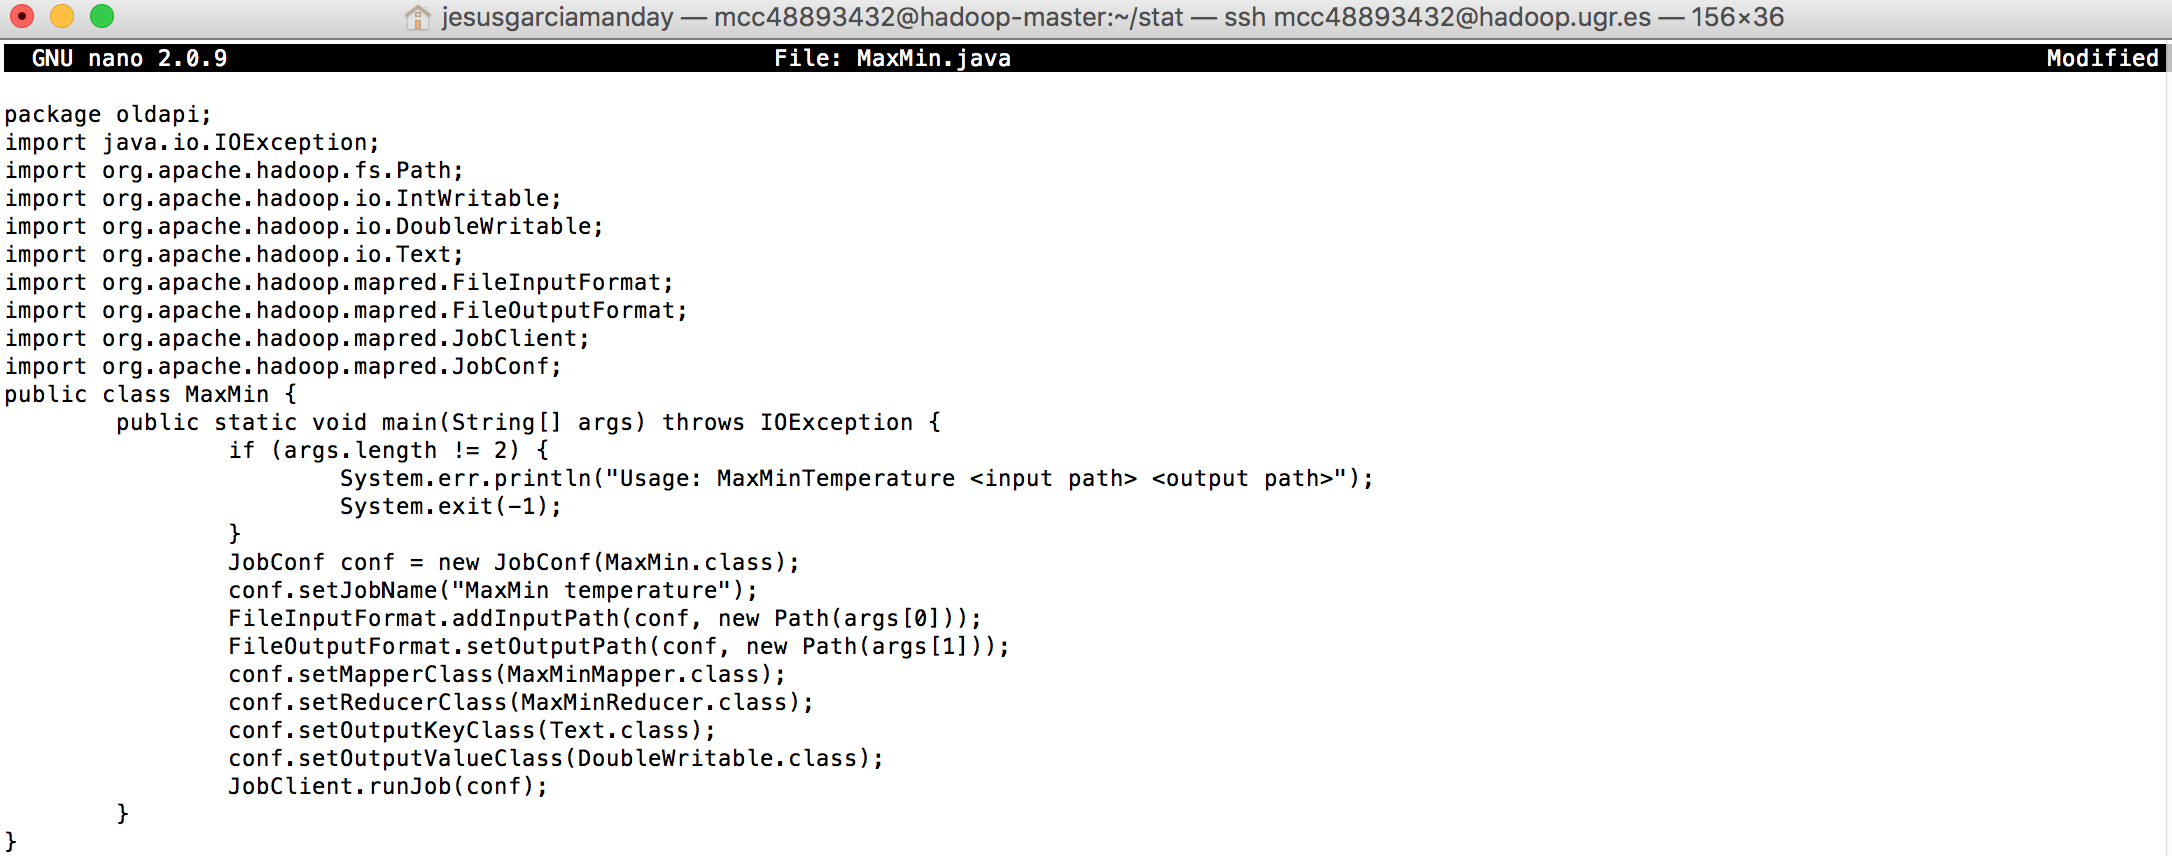 jesusgarciamanday — mcc48893432@hadoop-master:~/stat — ssh mcc48893432@hadoop.ugr.es — 156×36
GNU nano 2.0.9 File: MaxMin.java Modified
package oldapi;
import java.io.IOException;
import org.apache.hadoop.fs.Path;
import org.apache.hadoop.io.IntWritable;
import org.apache.hadoop.io.DoubleWritable;
import org.apache.hadoop.io.Text;
import org.apache.hadoop.mapred.FileInputFormat;
import org.apache.hadoop.mapred.FileOutputFormat;
import org.apache.hadoop.mapred.JobClient;
import org.apache.hadoop.mapred.JobConf;
public class MaxMin {
        public static void main(String[] args) throws IOException {
                if (args.length != 2) {
                        System.err.println("Usage: MaxMinTemperature <input path> <output path>");
                        System.exit(-1);
                }
                JobConf conf = new JobConf(MaxMin.class);
                conf.setJobName("MaxMin temperature");
                FileInputFormat.addInputPath(conf, new Path(args[0]));
                FileOutputFormat.setOutputPath(conf, new Path(args[1]));
                conf.setMapperClass(MaxMinMapper.class);
                conf.setReducerClass(MaxMinReducer.class);
                conf.setOutputKeyClass(Text.class);
                conf.setOutputValueClass(DoubleWritable.class);
                JobClient.runJob(conf);
        }
}